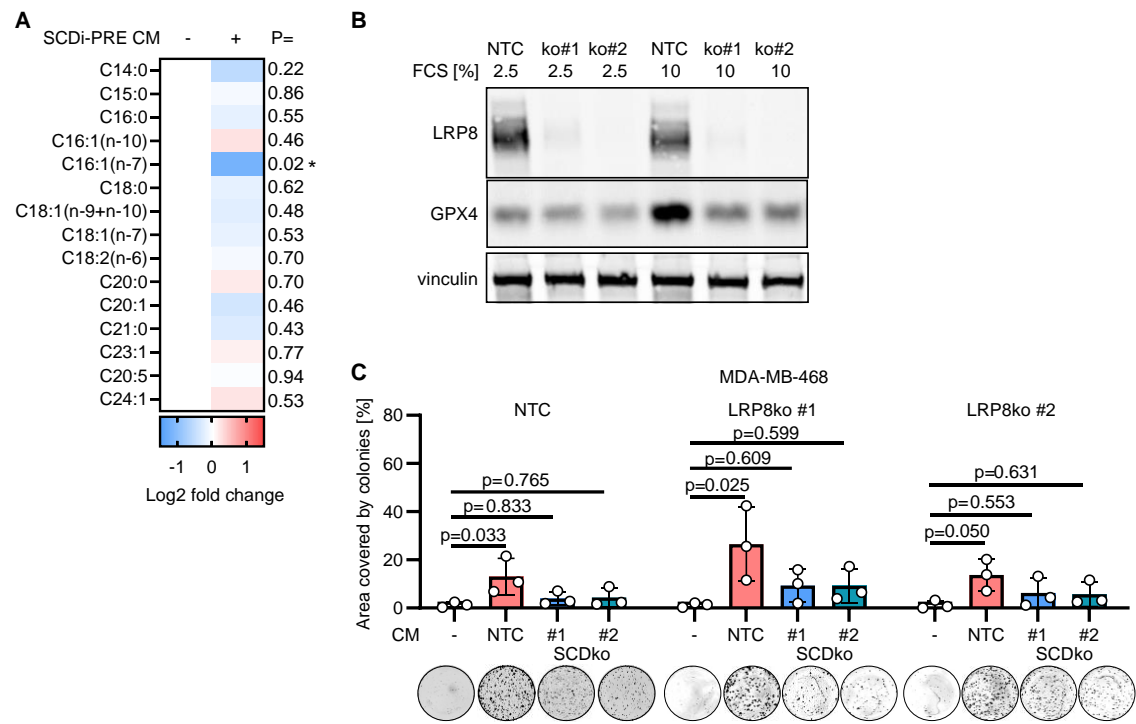 A
SCDi-PRE CM - + P=
C14:0 0.22
C15:0 0.86
C16:0 0.55
C16:1(n-10) 0.46
C16:1(n-7) 0.02 *
C18:0 0.62
C18:1(n-9+n-10) 0.48
C18:1(n-7) 0.53
C18:2(n-6) 0.70
C20:0 0.70
C20:1 0.46
C21:0 0.43
C23:1 0.77
C20:5 0.94
C24:1 0.53
-1 0 1
Log2 fold change
B
NTC ko#1 ko#2 NTC ko#1 ko#2
FCS [%] 2.5 2.5 2.5 10 10 10
LRP8
GPX4
vinculin
C
MDA-MB-468
NTC LRP8ko #1 LRP8ko #2
Area covered by colonies [%]
80
60
40
20
0
p=0.765
p=0.833
p=0.033
p=0.599
p=0.609
p=0.025
p=0.631
p=0.553
p=0.050
CM - NTC #1 #2 - NTC #1 #2 - NTC #1 #2
SCDko SCDko SCDko